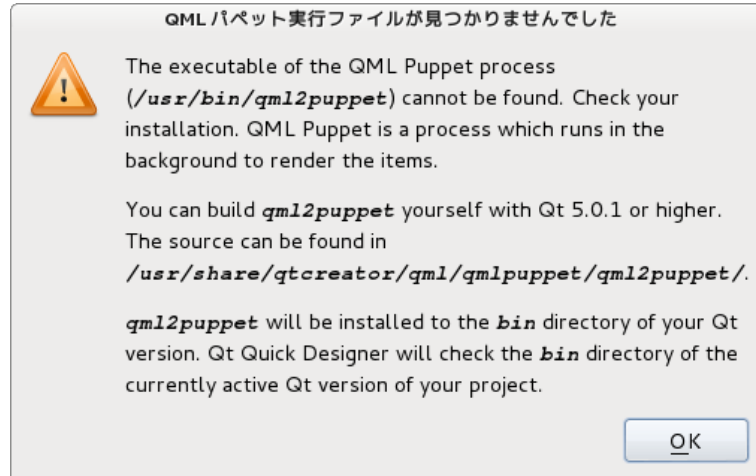 QML パペット実行ファイルが見つかりませんでした
The executable of the QML Puppet process
(/usr/bin/qml2puppet) cannot be found. Check your
installation. QML Puppet is a process which runs in the
background to render the items.
You can build qml2puppet yourself with Qt 5.0.1 or higher.
The source can be found in
/usr/share/qtcreator/qml/qmlpuppet/qml2puppet/.
qml2puppet will be installed to the bin directory of your Qt
version. Qt Quick Designer will check the bin directory of the
currently active Qt version of your project.
OK